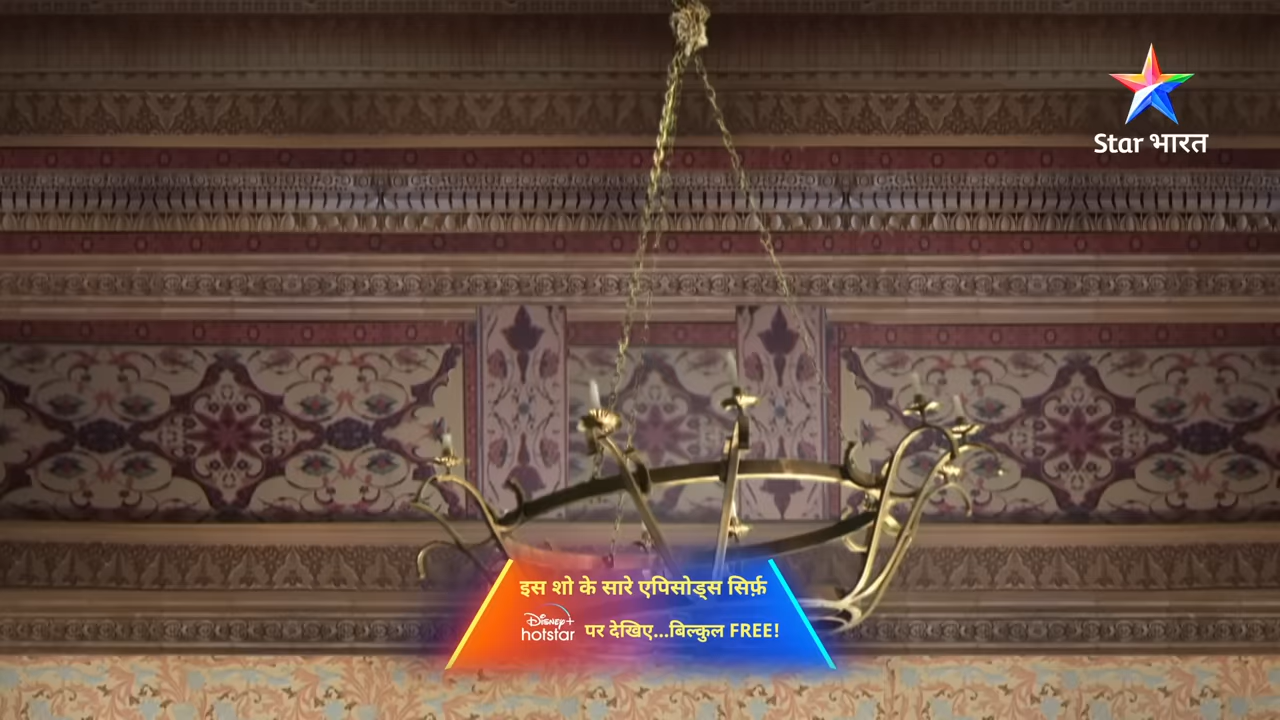 Star भारत
इस शो के सारे एपिसोड्स सिर्फ़
Disney+
hotstar पर देखिए...बिल्कुल FREE!